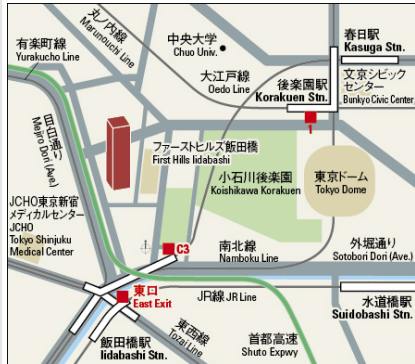 有楽町線
Yurakucho Line
丸ノ内線
Marunouchi Line
中央大学
Chuo Univ.
春日駅
Kasuga Stn.
大江戸線
Oedo Line
後楽園駅
Korakuen Stn.
文京シビック
センター
Bunkyo Civic Center
1
目白通り
Mejiro Dori (Ave.)
ファーストヒルズ飯田橋
First Hills Iidabashi
小石川後楽園
Koishikawa Korakuen
東京ドーム
Tokyo Dome
JCHO東京新宿
メディカルセンター
JCHO
Tokyo Shinjuku
Medical Center
C3
南北線
Namboku Line
外堀通り
Sotobori Dori (Ave.)
東口
East Exit
JR線 JR Line
水道橋駅
Suidobashi Stn.
飯田橋駅
Iidabashi Stn.
東西線
Tozai Line
首都高速
Shuto Expwy